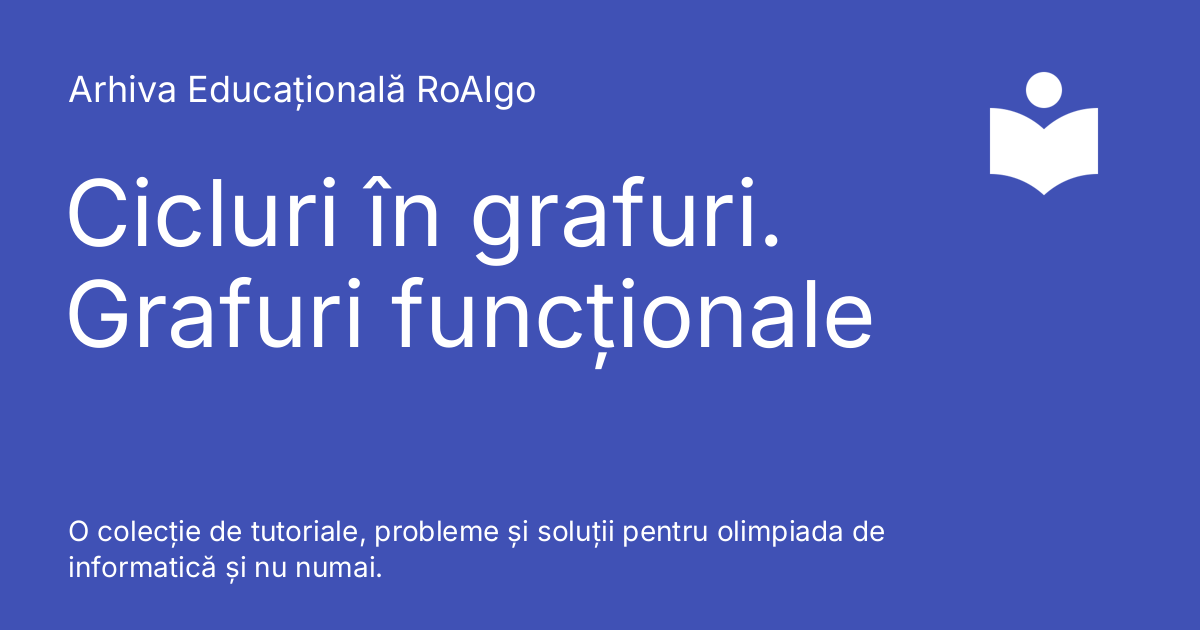 Arhiva Educațională RoAlgo
Cicluri în grafuri.
Grafuri funcționale
O colecție de tutoriale, probleme și soluții pentru olimpiada de
informatică și nu numai.